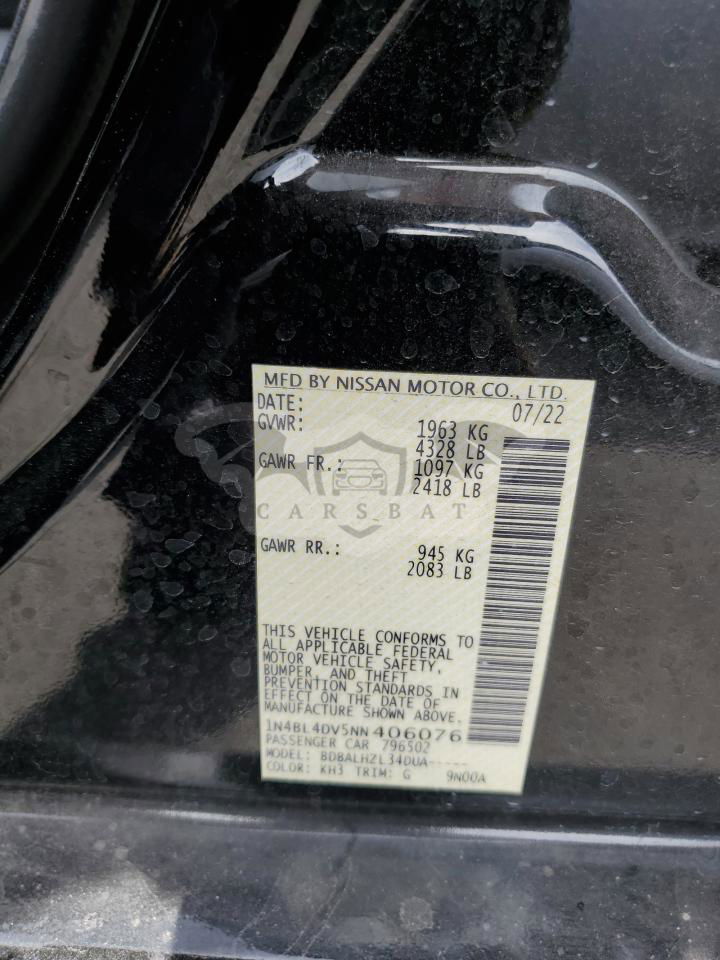 MFD BY NISSAN MOTOR CO., LTD.
DATE: 07/22
GVWR: 1963 KG
4328 LB
GAWR FR.: 1097 KG
2418 LB
CARSBAT
GAWR RR.: 945 KG
2083 LB
THIS VEHICLE CONFORMS TO
ALL APPLICABLE FEDERAL
MOTOR VEHICLE SAFETY,
BUMPER, AND THEFT
PREVENTION STANDARDS IN
EFFECT ON THE DATE OF
MANUFACTURE SHOWN ABOVE.
1N4BL4DV5NN406076
PASSENGER CAR 796502
MODEL: BDBALHZL34DUA-----
COLOR: KH3 TRIM: G 9N00A